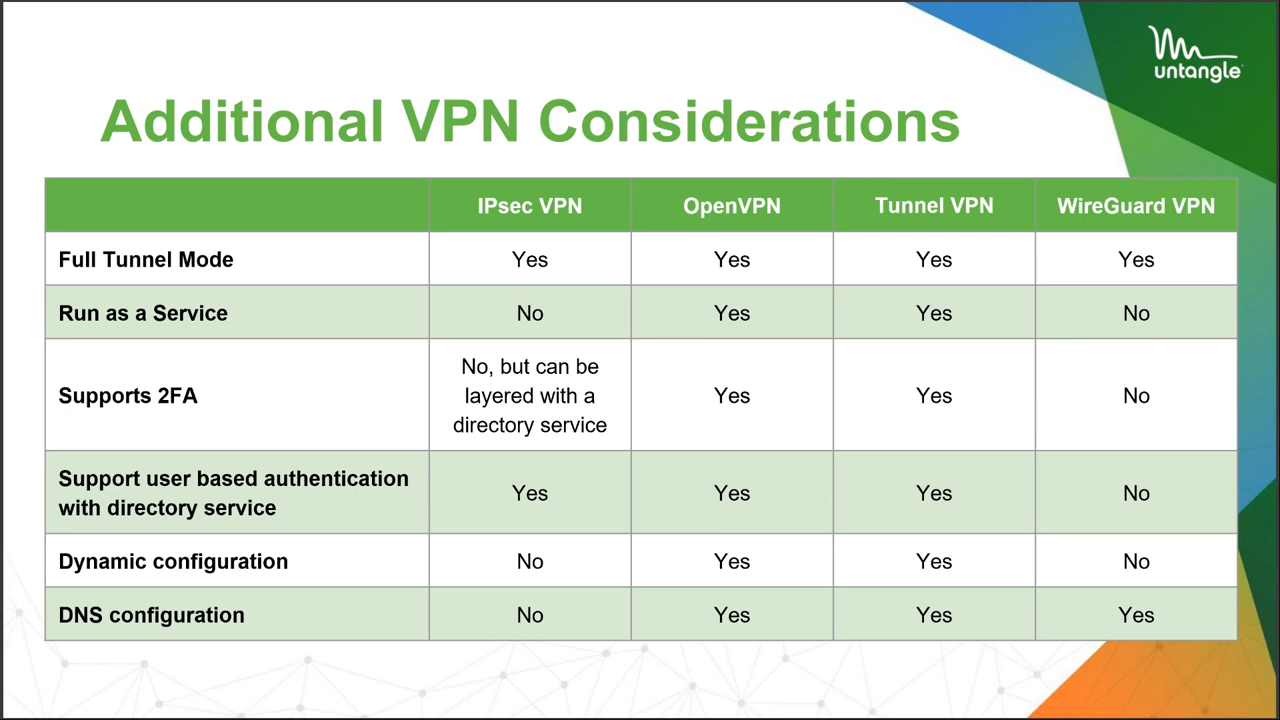 untangle
Additional VPN Considerations
IPsec VPN OpenVPN Tunnel VPN WireGuard VPN
Full Tunnel Mode Yes Yes Yes Yes
Run as a Service No Yes Yes No
Supports 2FA No, but can be layered with a directory service Yes Yes No
Support user based authentication with directory service Yes Yes Yes No
Dynamic configuration No Yes Yes No
DNS configuration No Yes Yes Yes